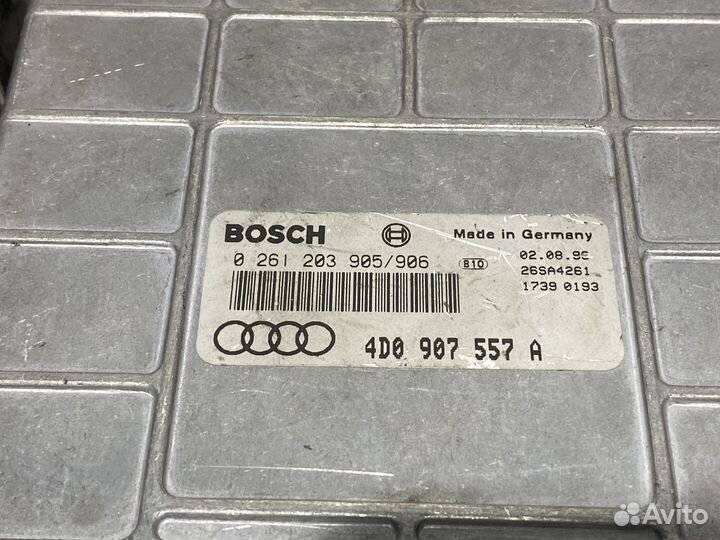 BOSCH
Made in Germany
0 261 203 905/906
810
02.08.96
26SA4261
1739 0193
4D0 907 557 A
Avito